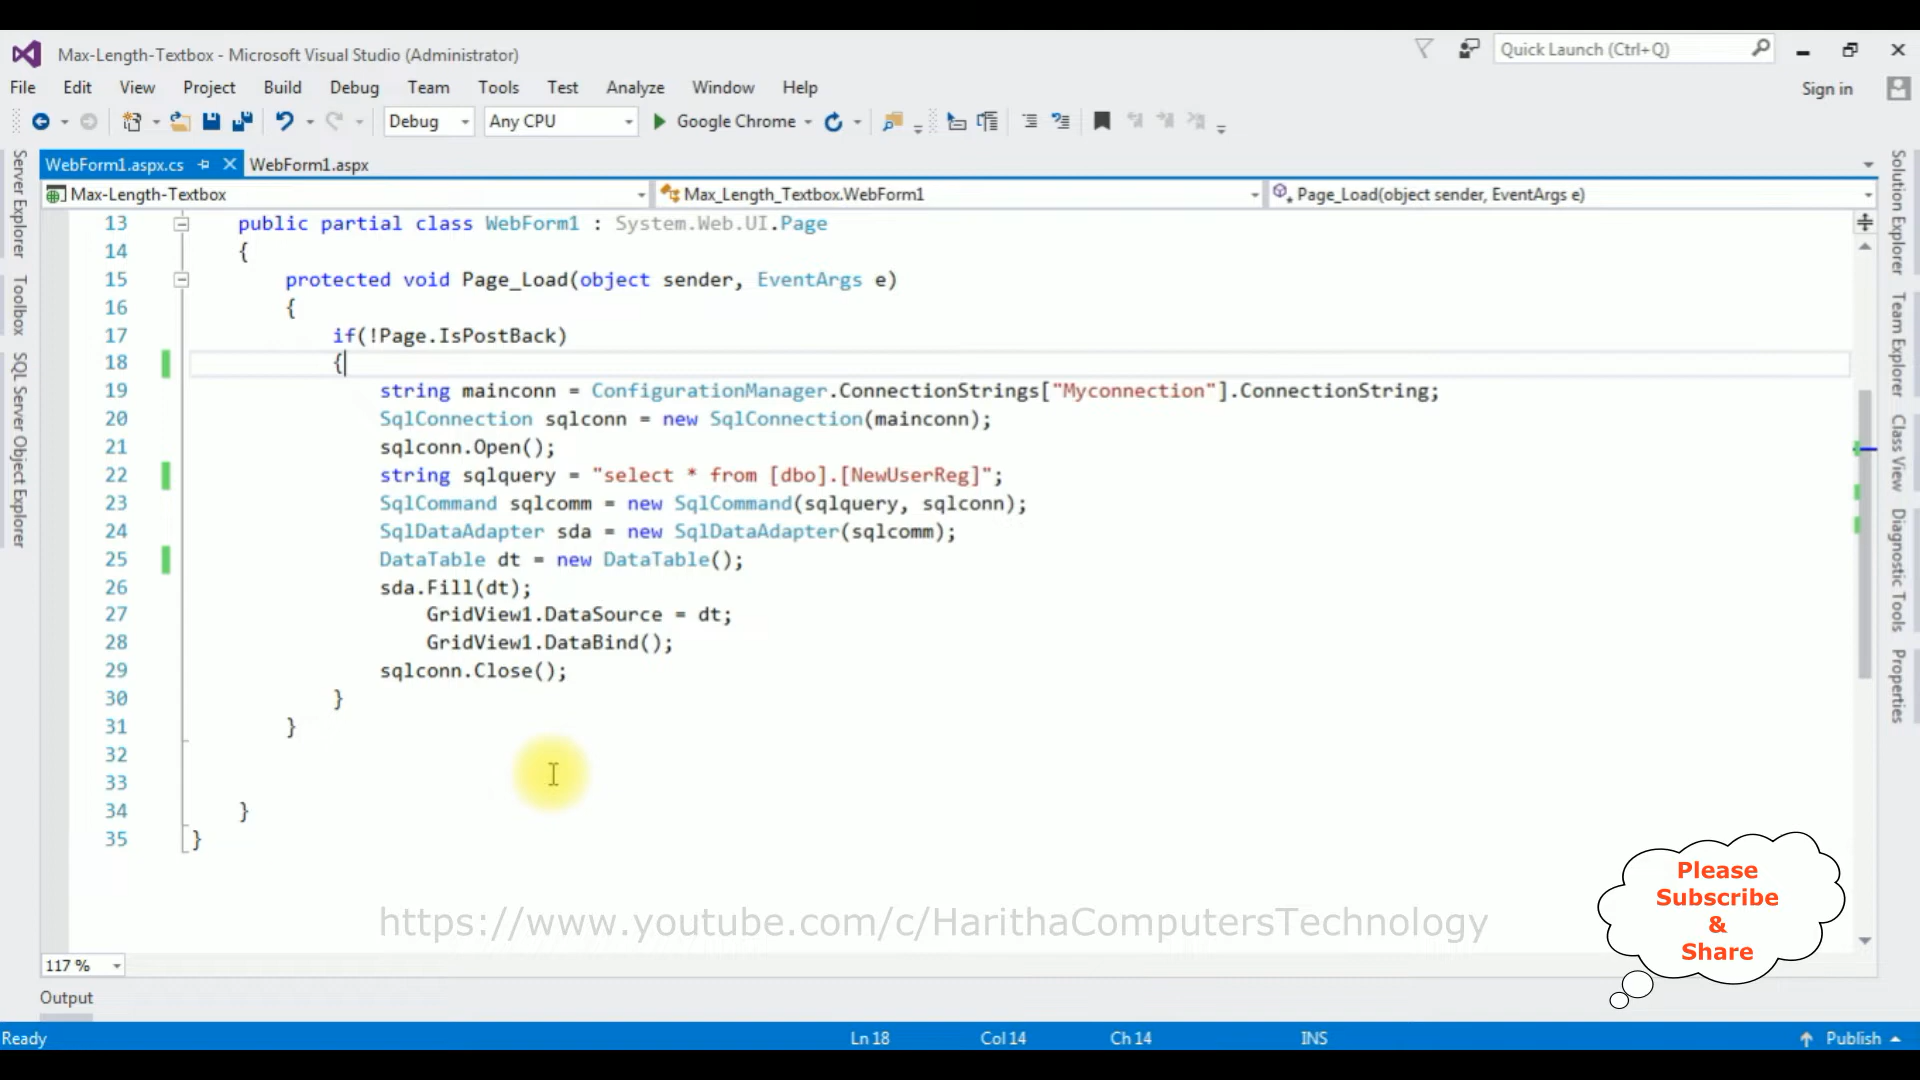 Max-Length-Textbox - Microsoft Visual Studio (Administrator)
Quick Launch (Ctrl+Q)
File Edit View Project Build Debug Team Tools Test Analyze Window Help
Sign in
Debug Any CPU Google Chrome
WebForm1.aspx.cs WebForm1.aspx
Max-Length-Textbox Max_Length_Textbox.WebForm1 Page_Load(object sender, EventArgs e)
Server Explorer
Toolbox
SQL Server Object Explorer
13 public partial class WebForm1 : System.Web.UI.Page
14 {
15 protected void Page_Load(object sender, EventArgs e)
16 {
17 if(!Page.IsPostBack)
18 {
19 string mainconn = ConfigurationManager.ConnectionStrings["Myconnection"].ConnectionString;
20 SqlConnection sqlconn = new SqlConnection(mainconn);
21 sqlconn.Open();
22 string sqlquery = "select * from [dbo].[NewUserReg]";
23 SqlCommand sqlcomm = new SqlCommand(sqlquery, sqlconn);
24 SqlDataAdapter sda = new SqlDataAdapter(sqlcomm);
25 DataTable dt = new DataTable();
26 sda.Fill(dt);
27 GridView1.DataSource = dt;
28 GridView1.DataBind();
29 sqlconn.Close();
30 }
31 }
32
33
34 }
35 }
Solution Explorer
Team Explorer
Class View
Diagnostic Tools
Properties
Please
Subscribe
&
Share
https://www.youtube.com/c/HarithaComputersTechnology
117 %
Output
Ready Ln 18 Col 14 Ch 14 INS Publish